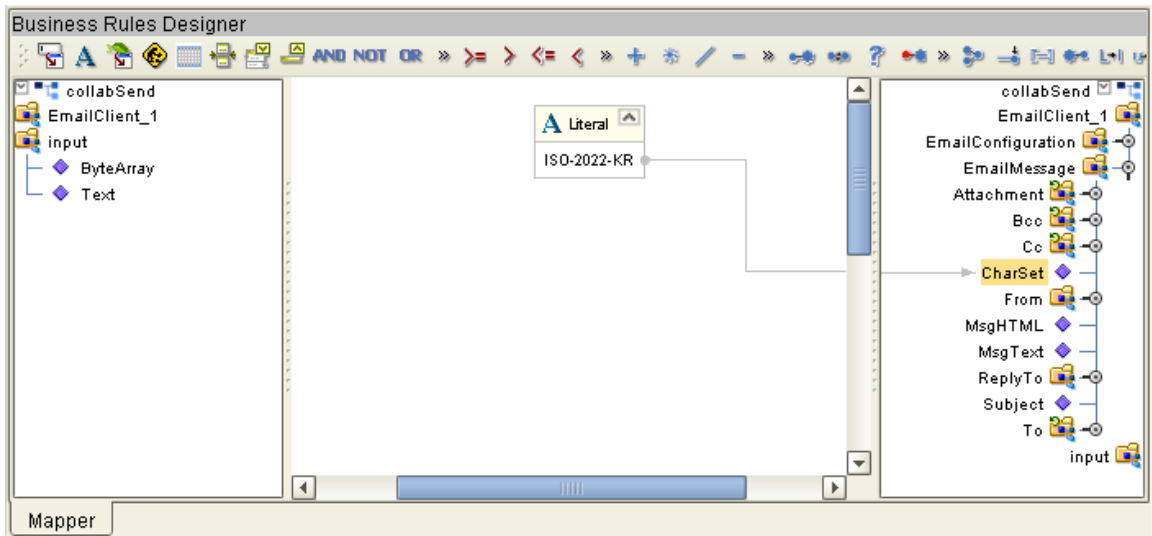 Business Rules Designer
A AND NOT OR » >= > <= < » + * / - » ? » 
collabSend
EmailClient_1
input
ByteArray
Text
A Literal
ISO-2022-KR
collabSend
EmailClient_1
EmailConfiguration
EmailMessage
Attachment
Bcc
Cc
CharSet
From
MsgHTML
MsgText
ReplyTo
Subject
To
input
Mapper